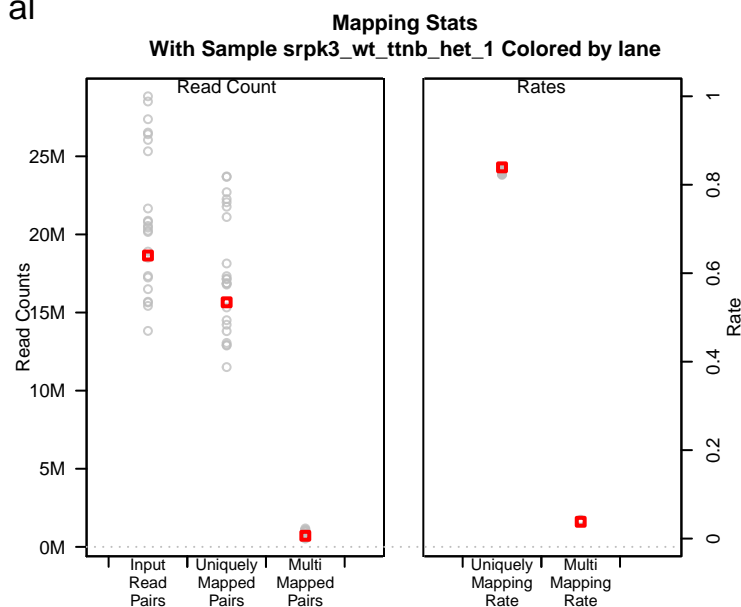 al
Mapping Stats
With Sample srpk3_wt_ttnb_het_1 Colored by lane
Read Count
Rates
Read Counts
25M
20M
15M
10M
5M
0M
1
0.8
0.6
0.4
0.2
0
Rate
Input
Read
Pairs
Uniquely
Mapped
Pairs
Multi
Mapped
Pairs
Uniquely
Mapping
Rate
Multi
Mapping
Rate